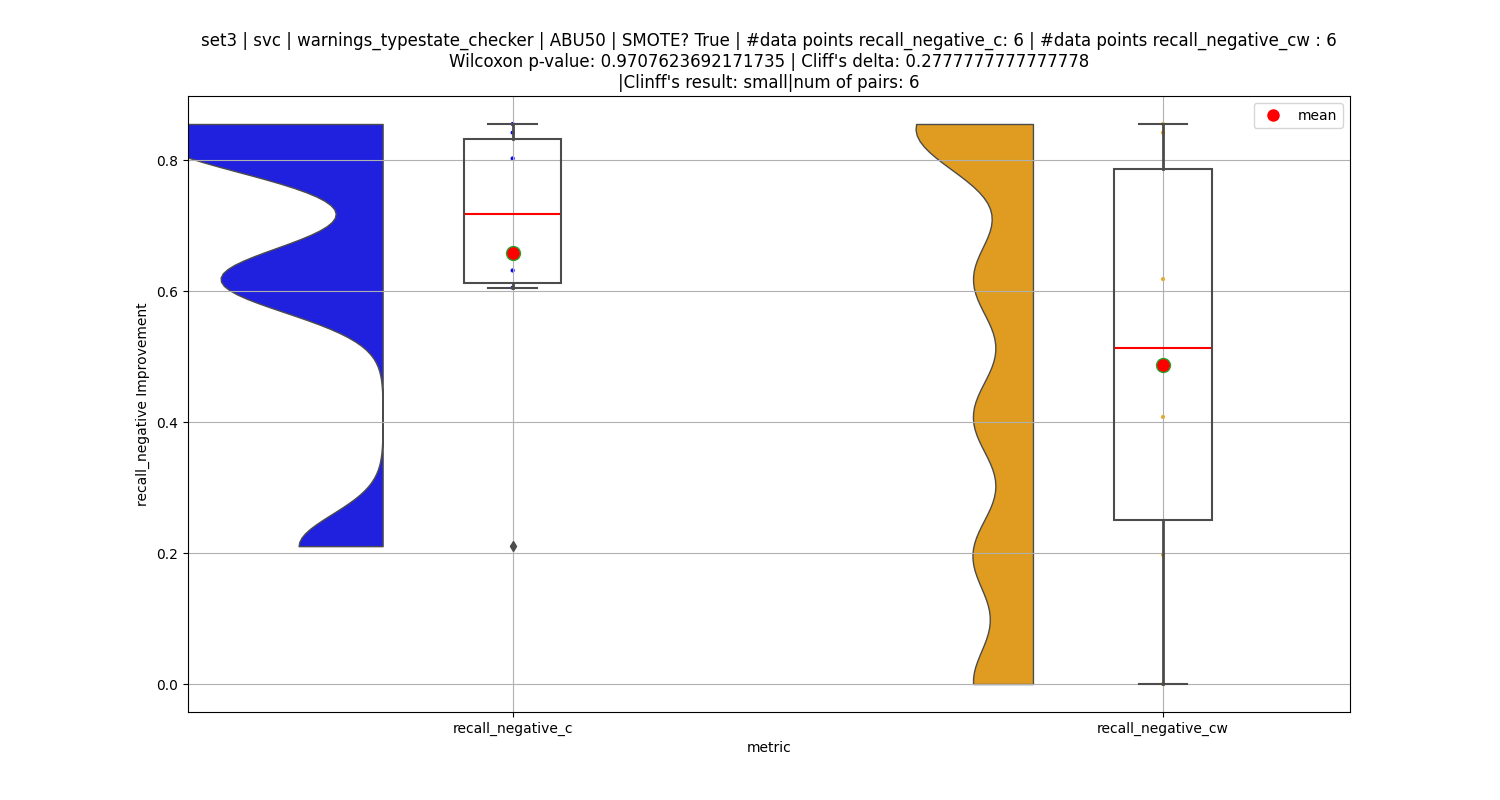 set3 | svc | warnings_typestate_checker | ABU50 | SMOTE? True | #data points recall_negative_c: 6 | #data points recall_negative_cw : 6
Wilcoxon p-value: 0.9707623692171735 | Cliff's delta: 0.2777777777777778
|Clinff's result: small|num of pairs: 6
mean
0.8
0.6
0.4
0.2
0.0
recall_negative Improvement
recall_negative_c
recall_negative_cw
metric